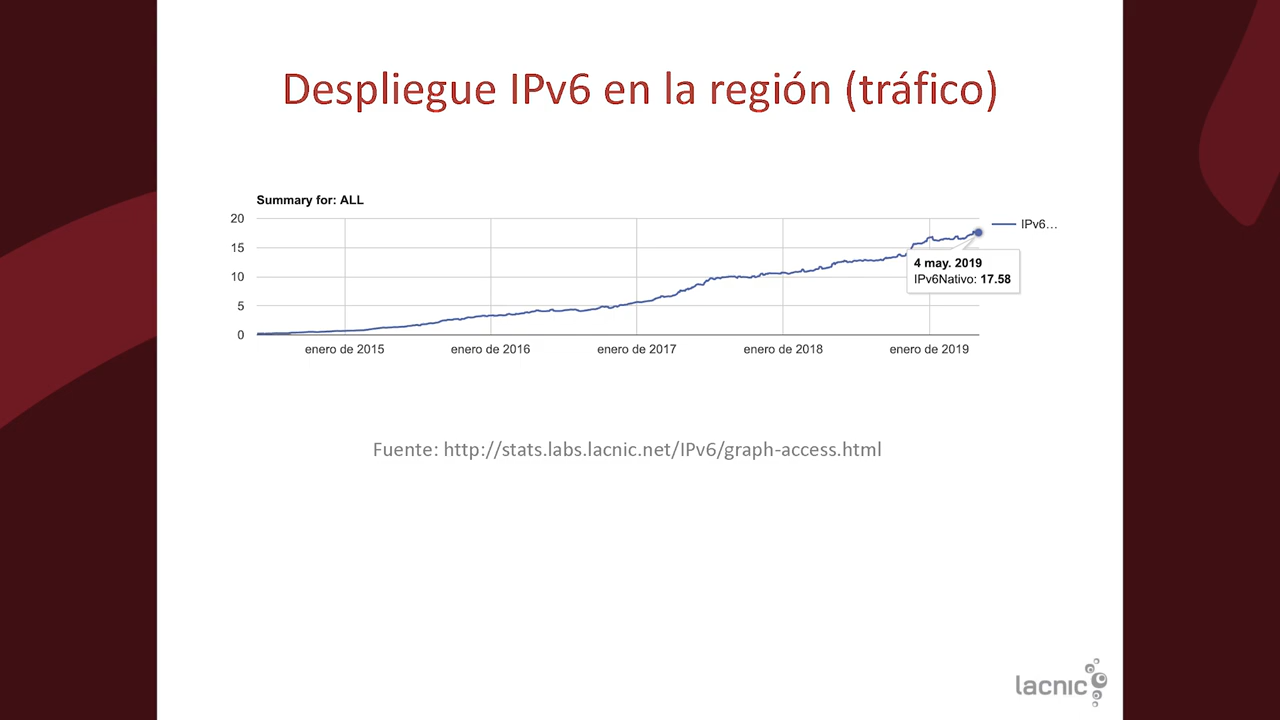 Despliegue IPv6 en la región (tráfico)
Summary for: ALL
20
15
10
5
0
IPv6...
4 may. 2019
IPv6Nativo: 17.58
enero de 2015 enero de 2016 enero de 2017 enero de 2018 enero de 2019
Fuente: http://stats.labs.lacnic.net/IPv6/graph-access.html
lacnic